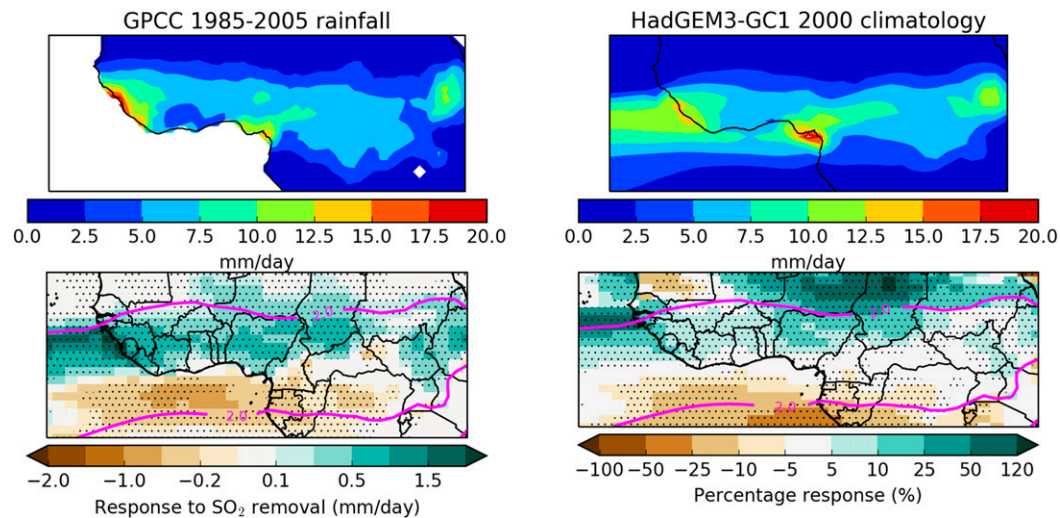 GPCC 1985-2005 rainfall
HadGEM3-GC1 2000 climatology
0.0 2.5 5.0 7.5 10.0 12.5 15.0 17.5 20.0
mm/day
0.0 2.5 5.0 7.5 10.0 12.5 15.0 17.5 20.0
mm/day
2.0
2.0
2.0
2.0
−2.0 −1.0 −0.2 0.1 0.5 1.5
Response to SO₂ removal (mm/day)
−100 −50 −25 −10 −5 5 10 25 50 120
Percentage response (%)